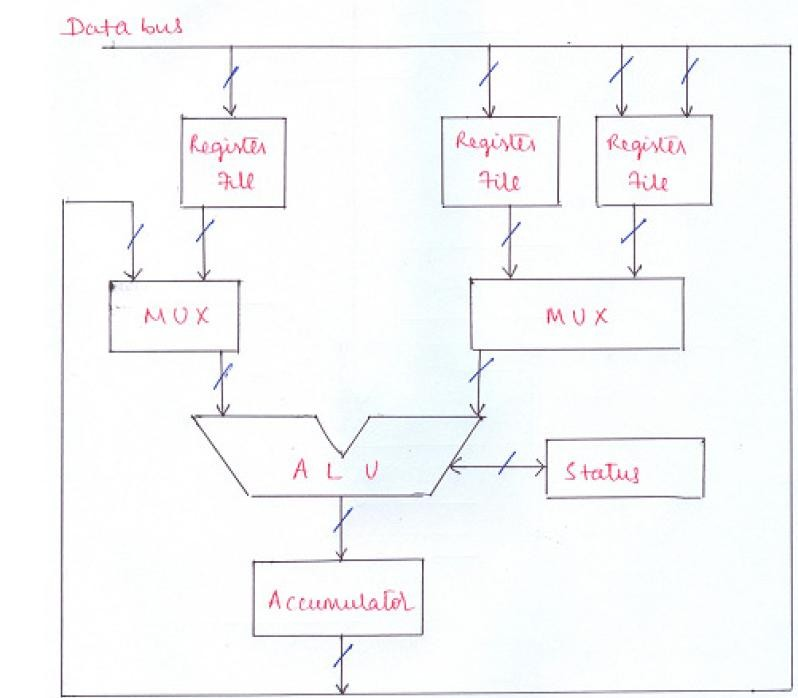 Data bus
Register
File
Register
File
Register
File
MUX
MUX
A L U
Status
Accumulator